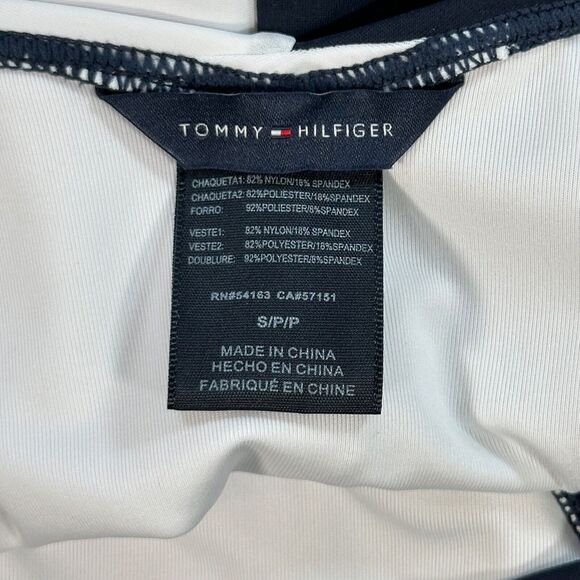 TOMMY HILFIGER
CHAQUETA1: 82% NYLON/18% SPANDEX
CHAQUETA2: 82%POLIESTER/18%SPANDEX
FORRO: 92%POLIESTER/8%SPANDEX
VESTE1: 82% NYLON/18% SPANDEX
VESTE2: 82%POLYESTER/18%SPANDEX
DOUBLURE: 92%POLYESTER/8%SPANDEX
RN#54163 CA#57151
S/P/P
MADE IN CHINA
HECHO EN CHINA
FABRIQUÉ EN CHINE